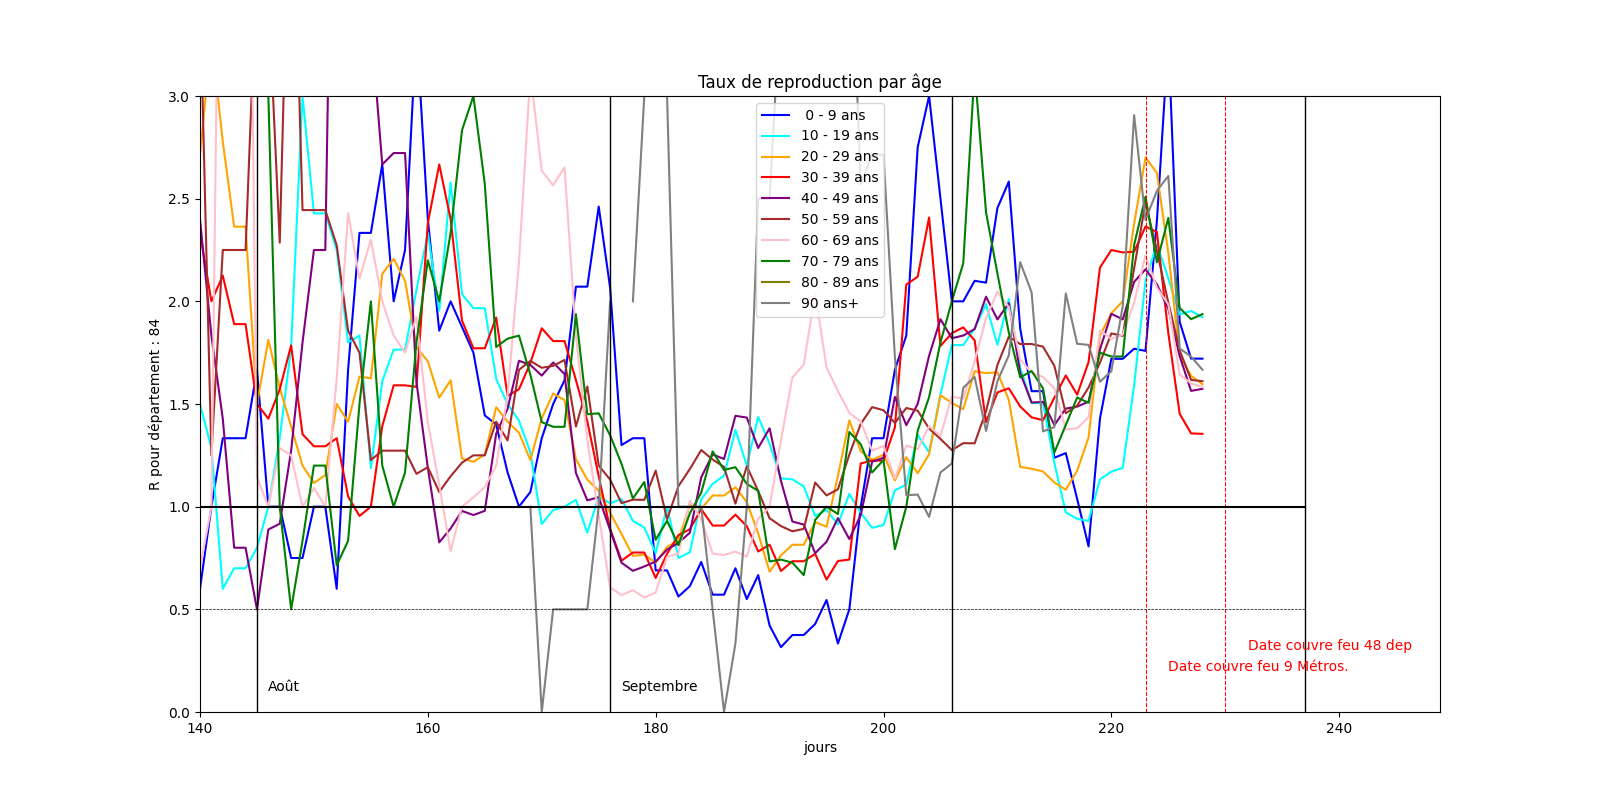 Taux de reproduction par âge
R pour département : 84
3.0
2.5
2.0
1.5
1.0
0.5
0.0
0 - 9 ans
10 - 19 ans
20 - 29 ans
30 - 39 ans
40 - 49 ans
50 - 59 ans
60 - 69 ans
70 - 79 ans
80 - 89 ans
90 ans+
Date couvre feu 48 dep
Date couvre feu 9 Métros.
Août
Septembre
140
160
180
200
220
240
jours